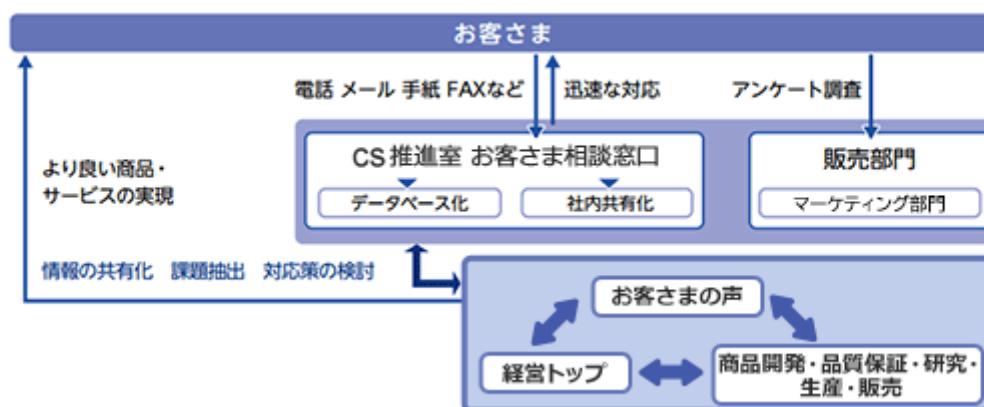 お客さま
電話 メール 手紙 FAXなど
迅速な対応
アンケート調査
CS推進室 お客さま相談窓口
データベース化
社内共有化
販売部門
マーケティング部門
より良い商品・
サービスの実現
情報の共有化 課題抽出 対応策の検討
お客さまの声
経営トップ
商品開発・品質保証・研究・
生産・販売